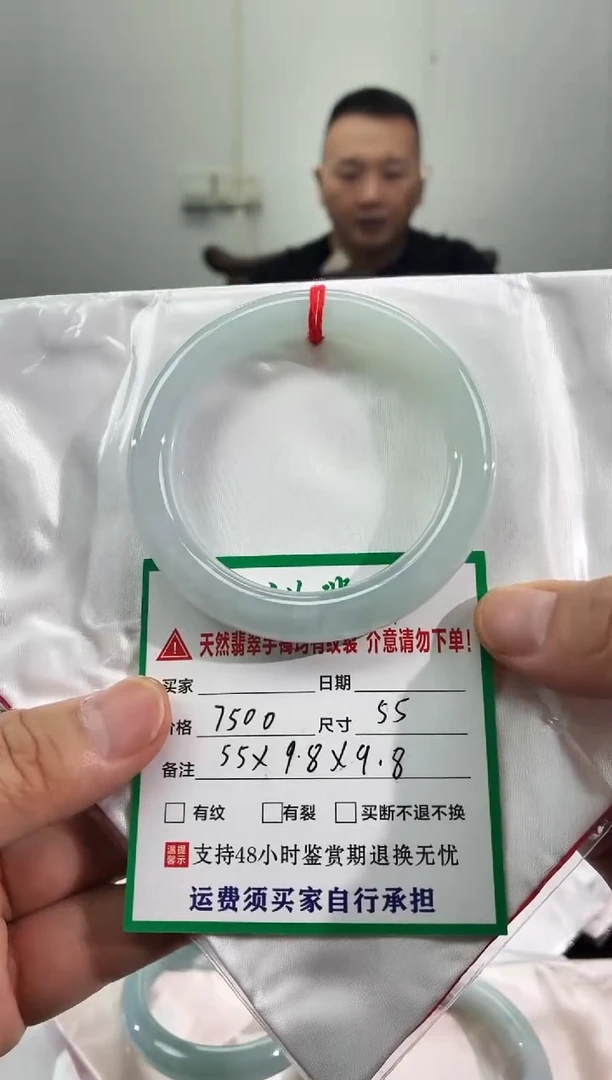 天然翡翠手镯均有纹裂 介意请勿下单!
买家 日期
价格 7500 尺寸 55
备注 55X9.8X9.8
有纹 有裂 买断不退不换
温馨提示 支持48小时鉴赏期退换无忧
运费须买家自行承担